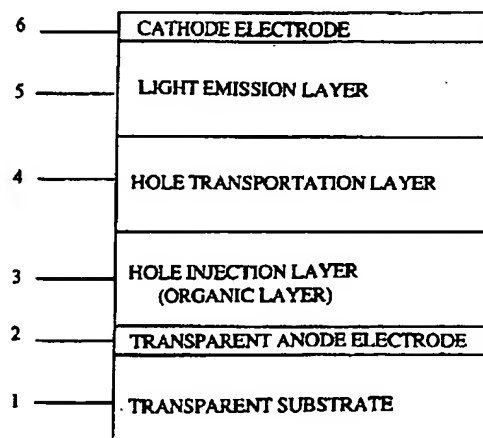 6 CATHODE ELECTRODE
5 LIGHT EMISSION LAYER
4 HOLE TRANSPORTATION LAYER
3 HOLE INJECTION LAYER
(ORGANIC LAYER)
2 TRANSPARENT ANODE ELECTRODE
1 TRANSPARENT SUBSTRATE